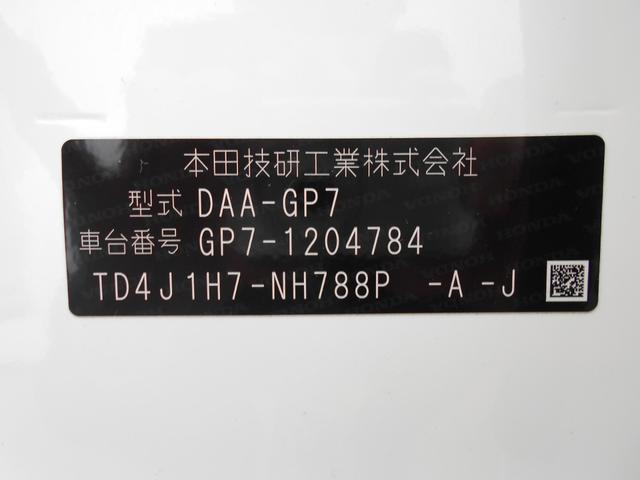 本田技研工業株式会社
型式 DAA-GP7
車台番号 GP7-1204784
TD4J1H7-NH788P -A-J